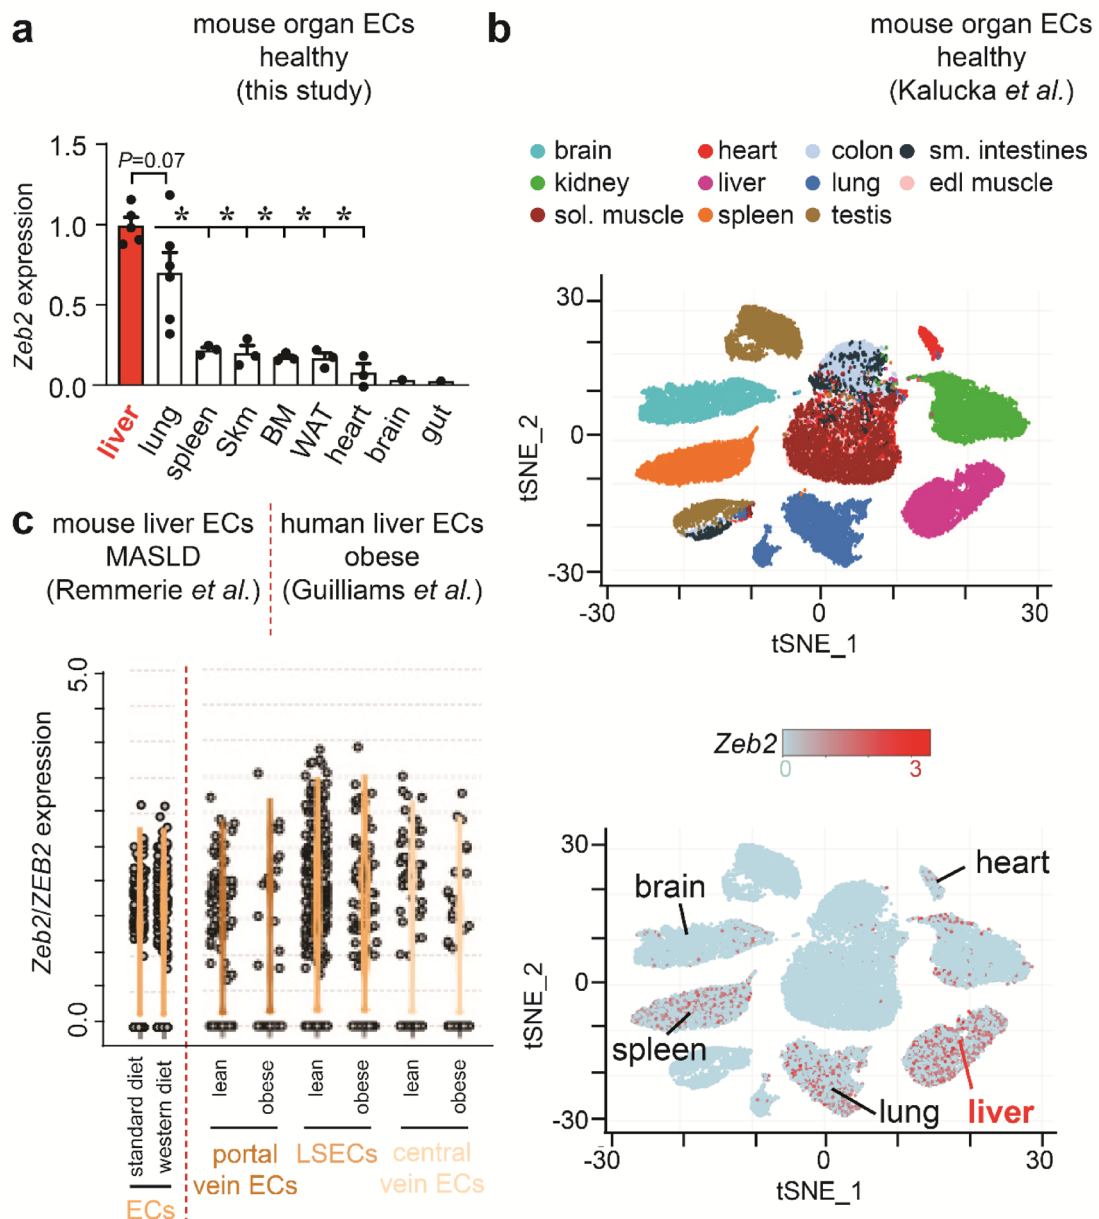 a
mouse organ ECs
healthy
(this study)
1.5
1.0
0.5
0.0
Zeb2 expression
P=0.07
* * * * *
liver
lung
spleen
Skm
BM
WAT
heart
brain
gut
b
mouse organ ECs
healthy
(Kalucka et al.)
brain heart colon sm. intestines
kidney liver lung edl muscle
sol. muscle spleen testis
30
0
-30
tSNE_2
-30 0 30
tSNE_1
Zeb2
0 3
30
0
-30
tSNE_2
brain
heart
spleen
lung
liver
-30 0 30
tSNE_1
c
mouse liver ECs
MASLD
(Remmerie et al.)
human liver ECs
obese
(Guilliams et al.)
5.0
0.0
Zeb2/ZEB2 expression
standard diet
western diet
lean
obese
lean
obese
lean
obese
ECs
portal
vein ECs
LSECs
central
vein ECs